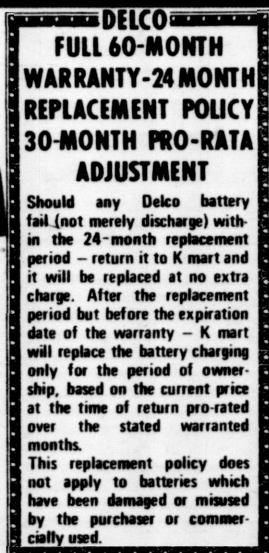 DELCO
FULL 60-MONTH
WARRANTY-24 MONTH
REPLACEMENT POLICY
30-MONTH PRO-RATA
ADJUSTMENT
Should any Delco battery
fail (not merely discharge) with-
in the 24-month replacement
period — return it to K mart and
it will be replaced at no extra
charge. After the replacement
period but before the expiration
date of the warranty — K mart
will replace the battery charging
only for the period of owner-
ship, based on the current price
at the time of return pro-rated
over the stated warranted
months.
This replacement policy does
not apply to batteries which
have been damaged or misused
by the purchaser or commer-
cially used.